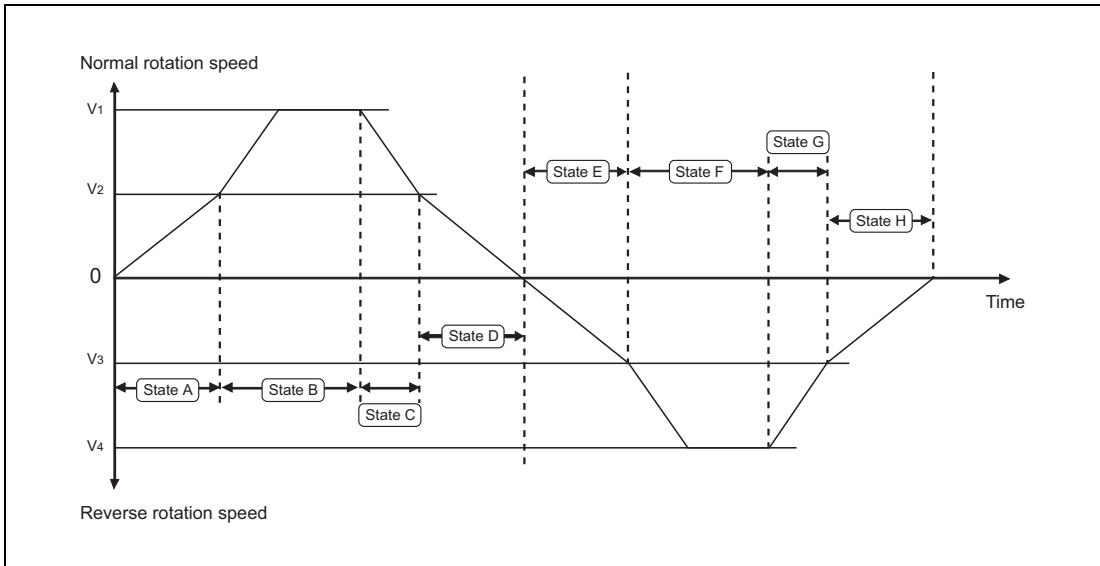 Normal rotation speed
V1
State G
State E
State F
V2
State H
0
Time
State D
V3
State A
State B
State C
V4
Reverse rotation speed